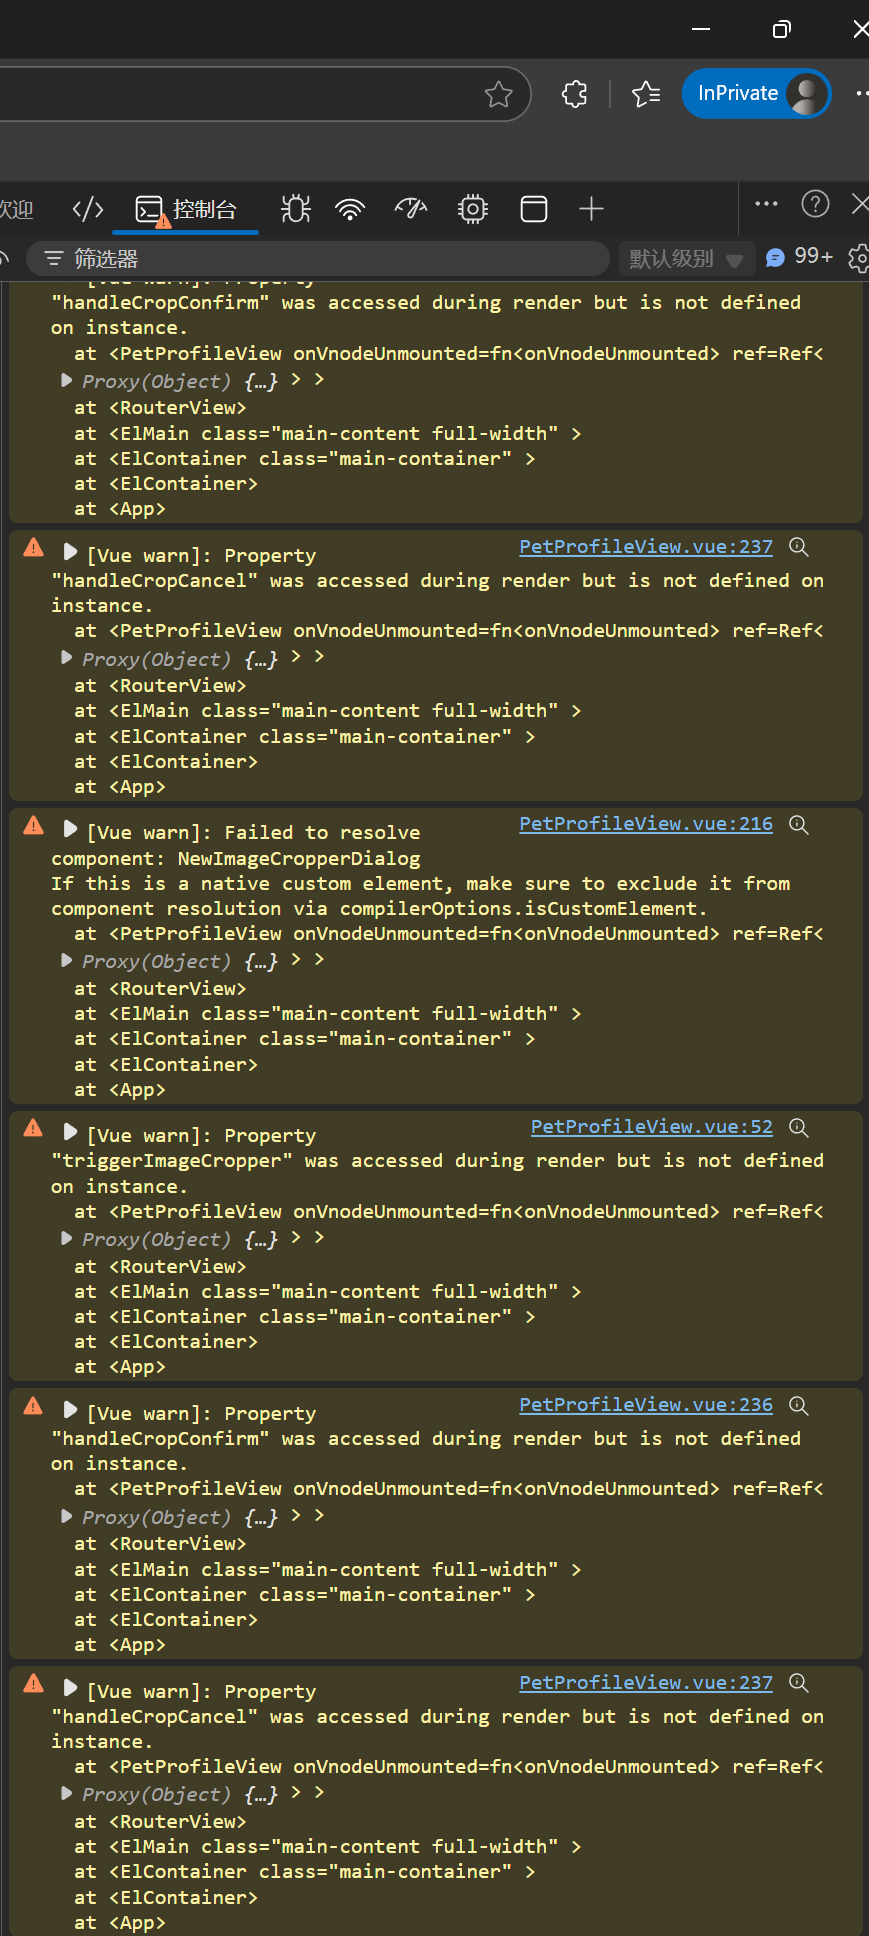 InPrivate
欢迎
控制台
筛选器
默认级别
99+
"handleCropConfirm" was accessed during render but is not defined
on instance.
at <PetProfileView onVnodeUnmounted=fn<onVnodeUnmounted> ref=Ref<
Proxy(Object) {…} > >
at <RouterView>
at <ElMain class="main-content full-width" >
at <ElContainer class="main-container" >
at <ElContainer>
at <App>
[Vue warn]: Property PetProfileView.vue:237
"handleCropCancel" was accessed during render but is not defined on
instance.
at <PetProfileView onVnodeUnmounted=fn<onVnodeUnmounted> ref=Ref<
Proxy(Object) {…} > >
at <RouterView>
at <ElMain class="main-content full-width" >
at <ElContainer class="main-container" >
at <ElContainer>
at <App>
[Vue warn]: Failed to resolve PetProfileView.vue:216
component: NewImageCropperDialog
If this is a native custom element, make sure to exclude it from
component resolution via compilerOptions.isCustomElement.
at <PetProfileView onVnodeUnmounted=fn<onVnodeUnmounted> ref=Ref<
Proxy(Object) {…} > >
at <RouterView>
at <ElMain class="main-content full-width" >
at <ElContainer class="main-container" >
at <ElContainer>
at <App>
[Vue warn]: Property PetProfileView.vue:52
"triggerImageCropper" was accessed during render but is not defined
on instance.
at <PetProfileView onVnodeUnmounted=fn<onVnodeUnmounted> ref=Ref<
Proxy(Object) {…} > >
at <RouterView>
at <ElMain class="main-content full-width" >
at <ElContainer class="main-container" >
at <ElContainer>
at <App>
[Vue warn]: Property PetProfileView.vue:236
"handleCropConfirm" was accessed during render but is not defined
on instance.
at <PetProfileView onVnodeUnmounted=fn<onVnodeUnmounted> ref=Ref<
Proxy(Object) {…} > >
at <RouterView>
at <ElMain class="main-content full-width" >
at <ElContainer class="main-container" >
at <ElContainer>
at <App>
[Vue warn]: Property PetProfileView.vue:237
"handleCropCancel" was accessed during render but is not defined on
instance.
at <PetProfileView onVnodeUnmounted=fn<onVnodeUnmounted> ref=Ref<
Proxy(Object) {…} > >
at <RouterView>
at <ElMain class="main-content full-width" >
at <ElContainer class="main-container" >
at <ElContainer>
at <App>